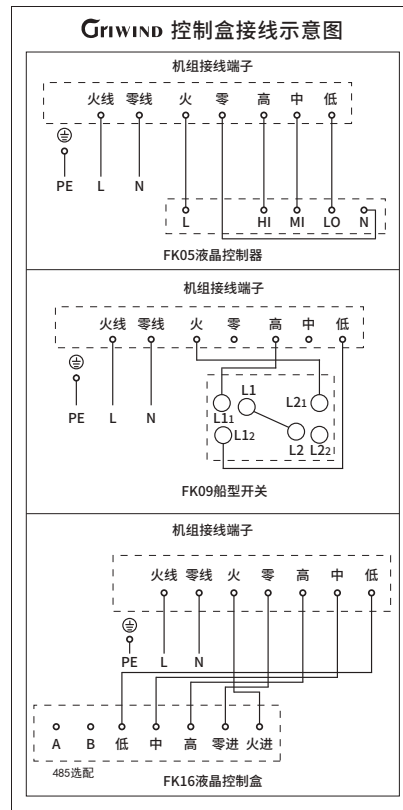 GRIWIND 控制盒接线示意图
机组接线端子
火线 零线 火 零 高 中 低
PE L N
L HI MI LO N
FK05液晶控制器
机组接线端子
火线 零线 火 零 高 中 低
PE L N
L1 L21
L11
L12 L2 L22
FK09船型开关
机组接线端子
火线 零线 火 零 高 中 低
PE L N
A B 低 中 高 零进 火进
485选配
FK16液晶控制盒